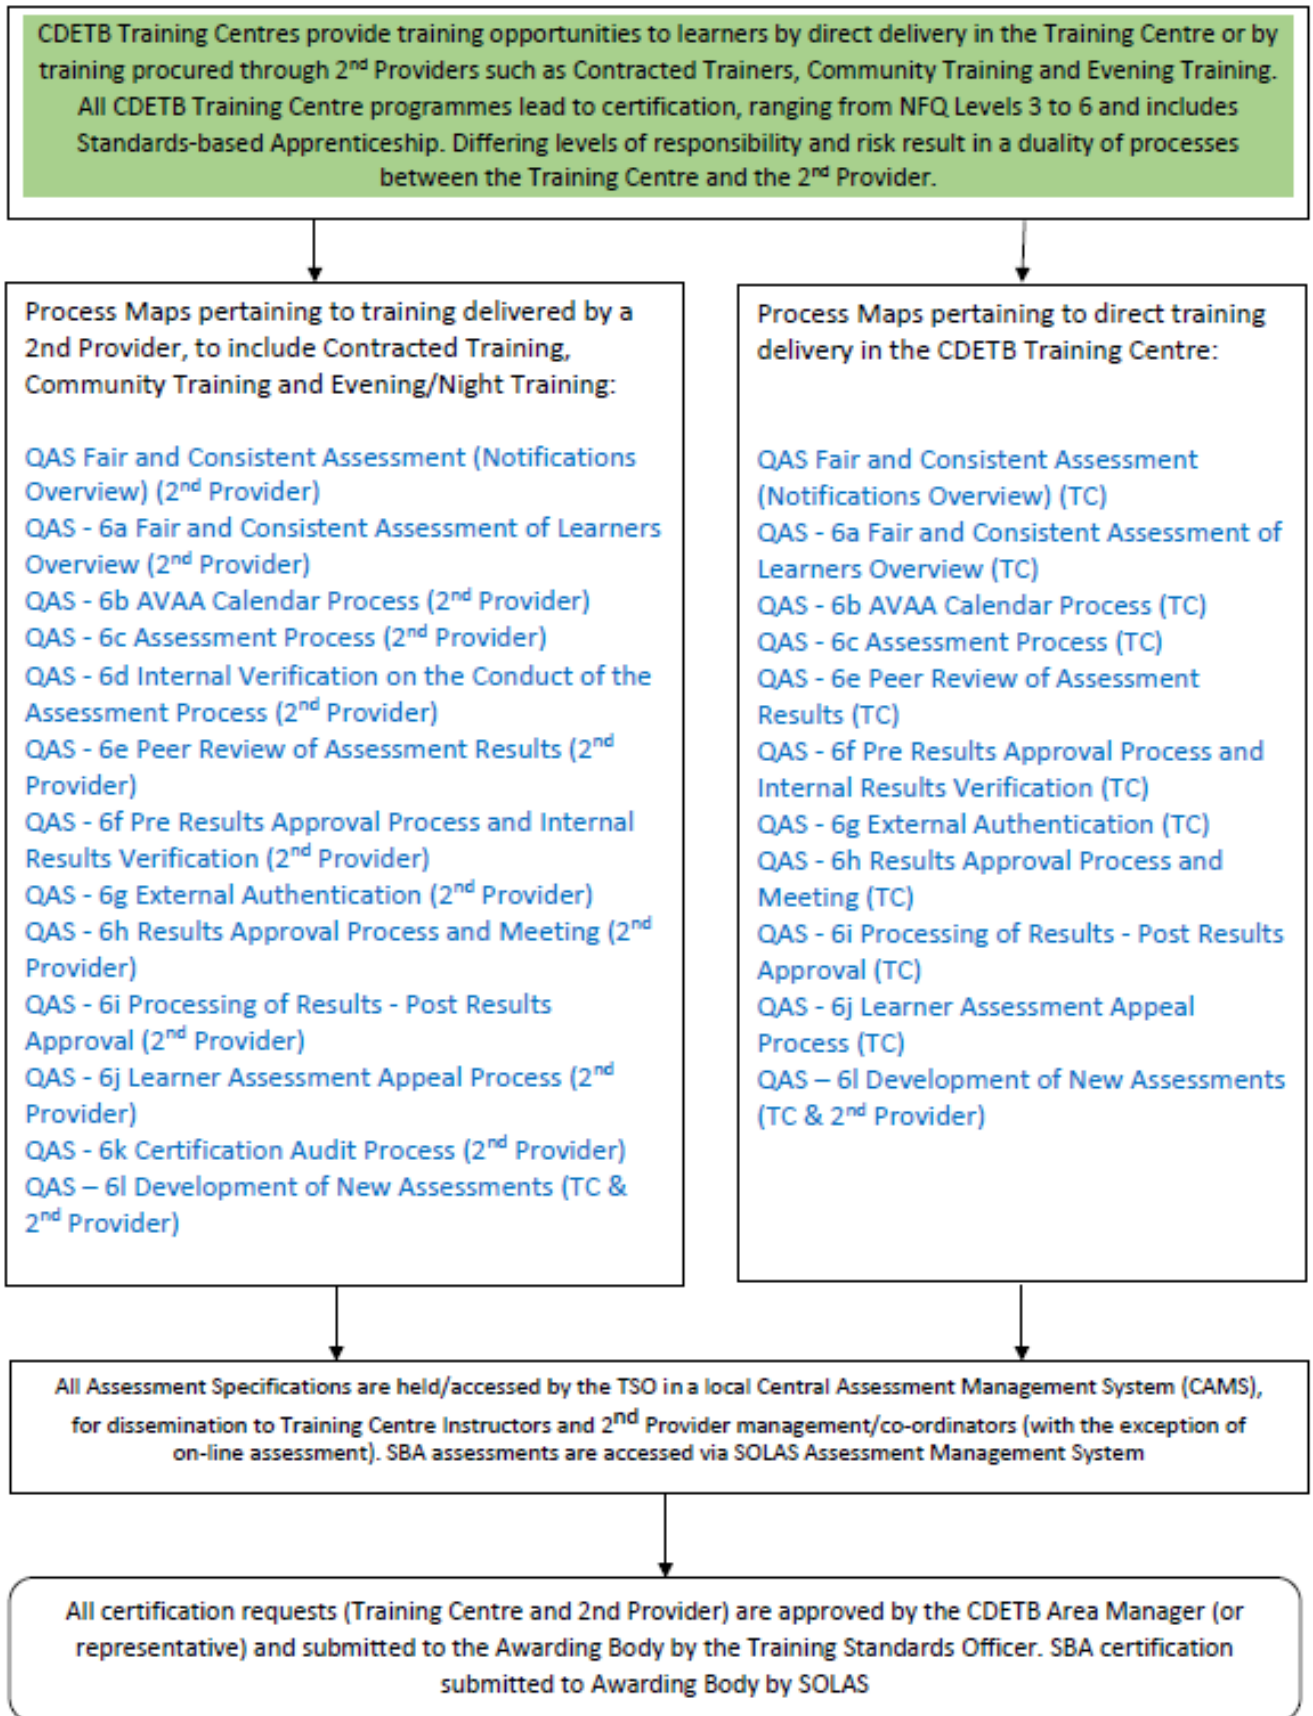 CDETB Training Centres provide training opportunities to learners by direct delivery in the Training Centre or by
training procured through 2nd Providers such as Contracted Trainers, Community Training and Evening Training.
All CDETB Training Centre programmes lead to certification, ranging from NFQ Levels 3 to 6 and includes
Standards-based Apprenticeship. Differing levels of responsibility and risk result in a duality of processes
between the Training Centre and the 2nd Provider.
Process Maps pertaining to training delivered by a
2nd Provider, to include Contracted Training,
Community Training and Evening/Night Training:
QAS Fair and Consistent Assessment (Notifications
Overview) (2nd Provider)
QAS - 6a Fair and Consistent Assessment of Learners
Overview (2nd Provider)
QAS - 6b AVAA Calendar Process (2nd Provider)
QAS - 6c Assessment Process (2nd Provider)
QAS - 6d Internal Verification on the Conduct of the
Assessment Process (2nd Provider)
QAS - 6e Peer Review of Assessment Results (2nd
Provider)
QAS - 6f Pre Results Approval Process and Internal
Results Verification (2nd Provider)
QAS - 6g External Authentication (2nd Provider)
QAS - 6h Results Approval Process and Meeting (2nd
Provider)
QAS - 6i Processing of Results - Post Results
Approval (2nd Provider)
QAS - 6j Learner Assessment Appeal Process (2nd
Provider)
QAS - 6k Certification Audit Process (2nd Provider)
QAS – 6l Development of New Assessments (TC &
2nd Provider)
Process Maps pertaining to direct training
delivery in the CDETB Training Centre:
QAS Fair and Consistent Assessment
(Notifications Overview) (TC)
QAS - 6a Fair and Consistent Assessment of
Learners Overview (TC)
QAS - 6b AVAA Calendar Process (TC)
QAS - 6c Assessment Process (TC)
QAS - 6e Peer Review of Assessment
Results (TC)
QAS - 6f Pre Results Approval Process and
Internal Results Verification (TC)
QAS - 6g External Authentication (TC)
QAS - 6h Results Approval Process and
Meeting (TC)
QAS - 6i Processing of Results - Post Results
Approval (TC)
QAS - 6j Learner Assessment Appeal
Process (TC)
QAS – 6l Development of New Assessments
(TC & 2nd Provider)
All Assessment Specifications are held/accessed by the TSO in a local Central Assessment Management System (CAMS),
for dissemination to Training Centre Instructors and 2nd Provider management/co-ordinators (with the exception of
on-line assessment). SBA assessments are accessed via SOLAS Assessment Management System
All certification requests (Training Centre and 2nd Provider) are approved by the CDETB Area Manager (or
representative) and submitted to the Awarding Body by the Training Standards Officer. SBA certification
submitted to Awarding Body by SOLAS